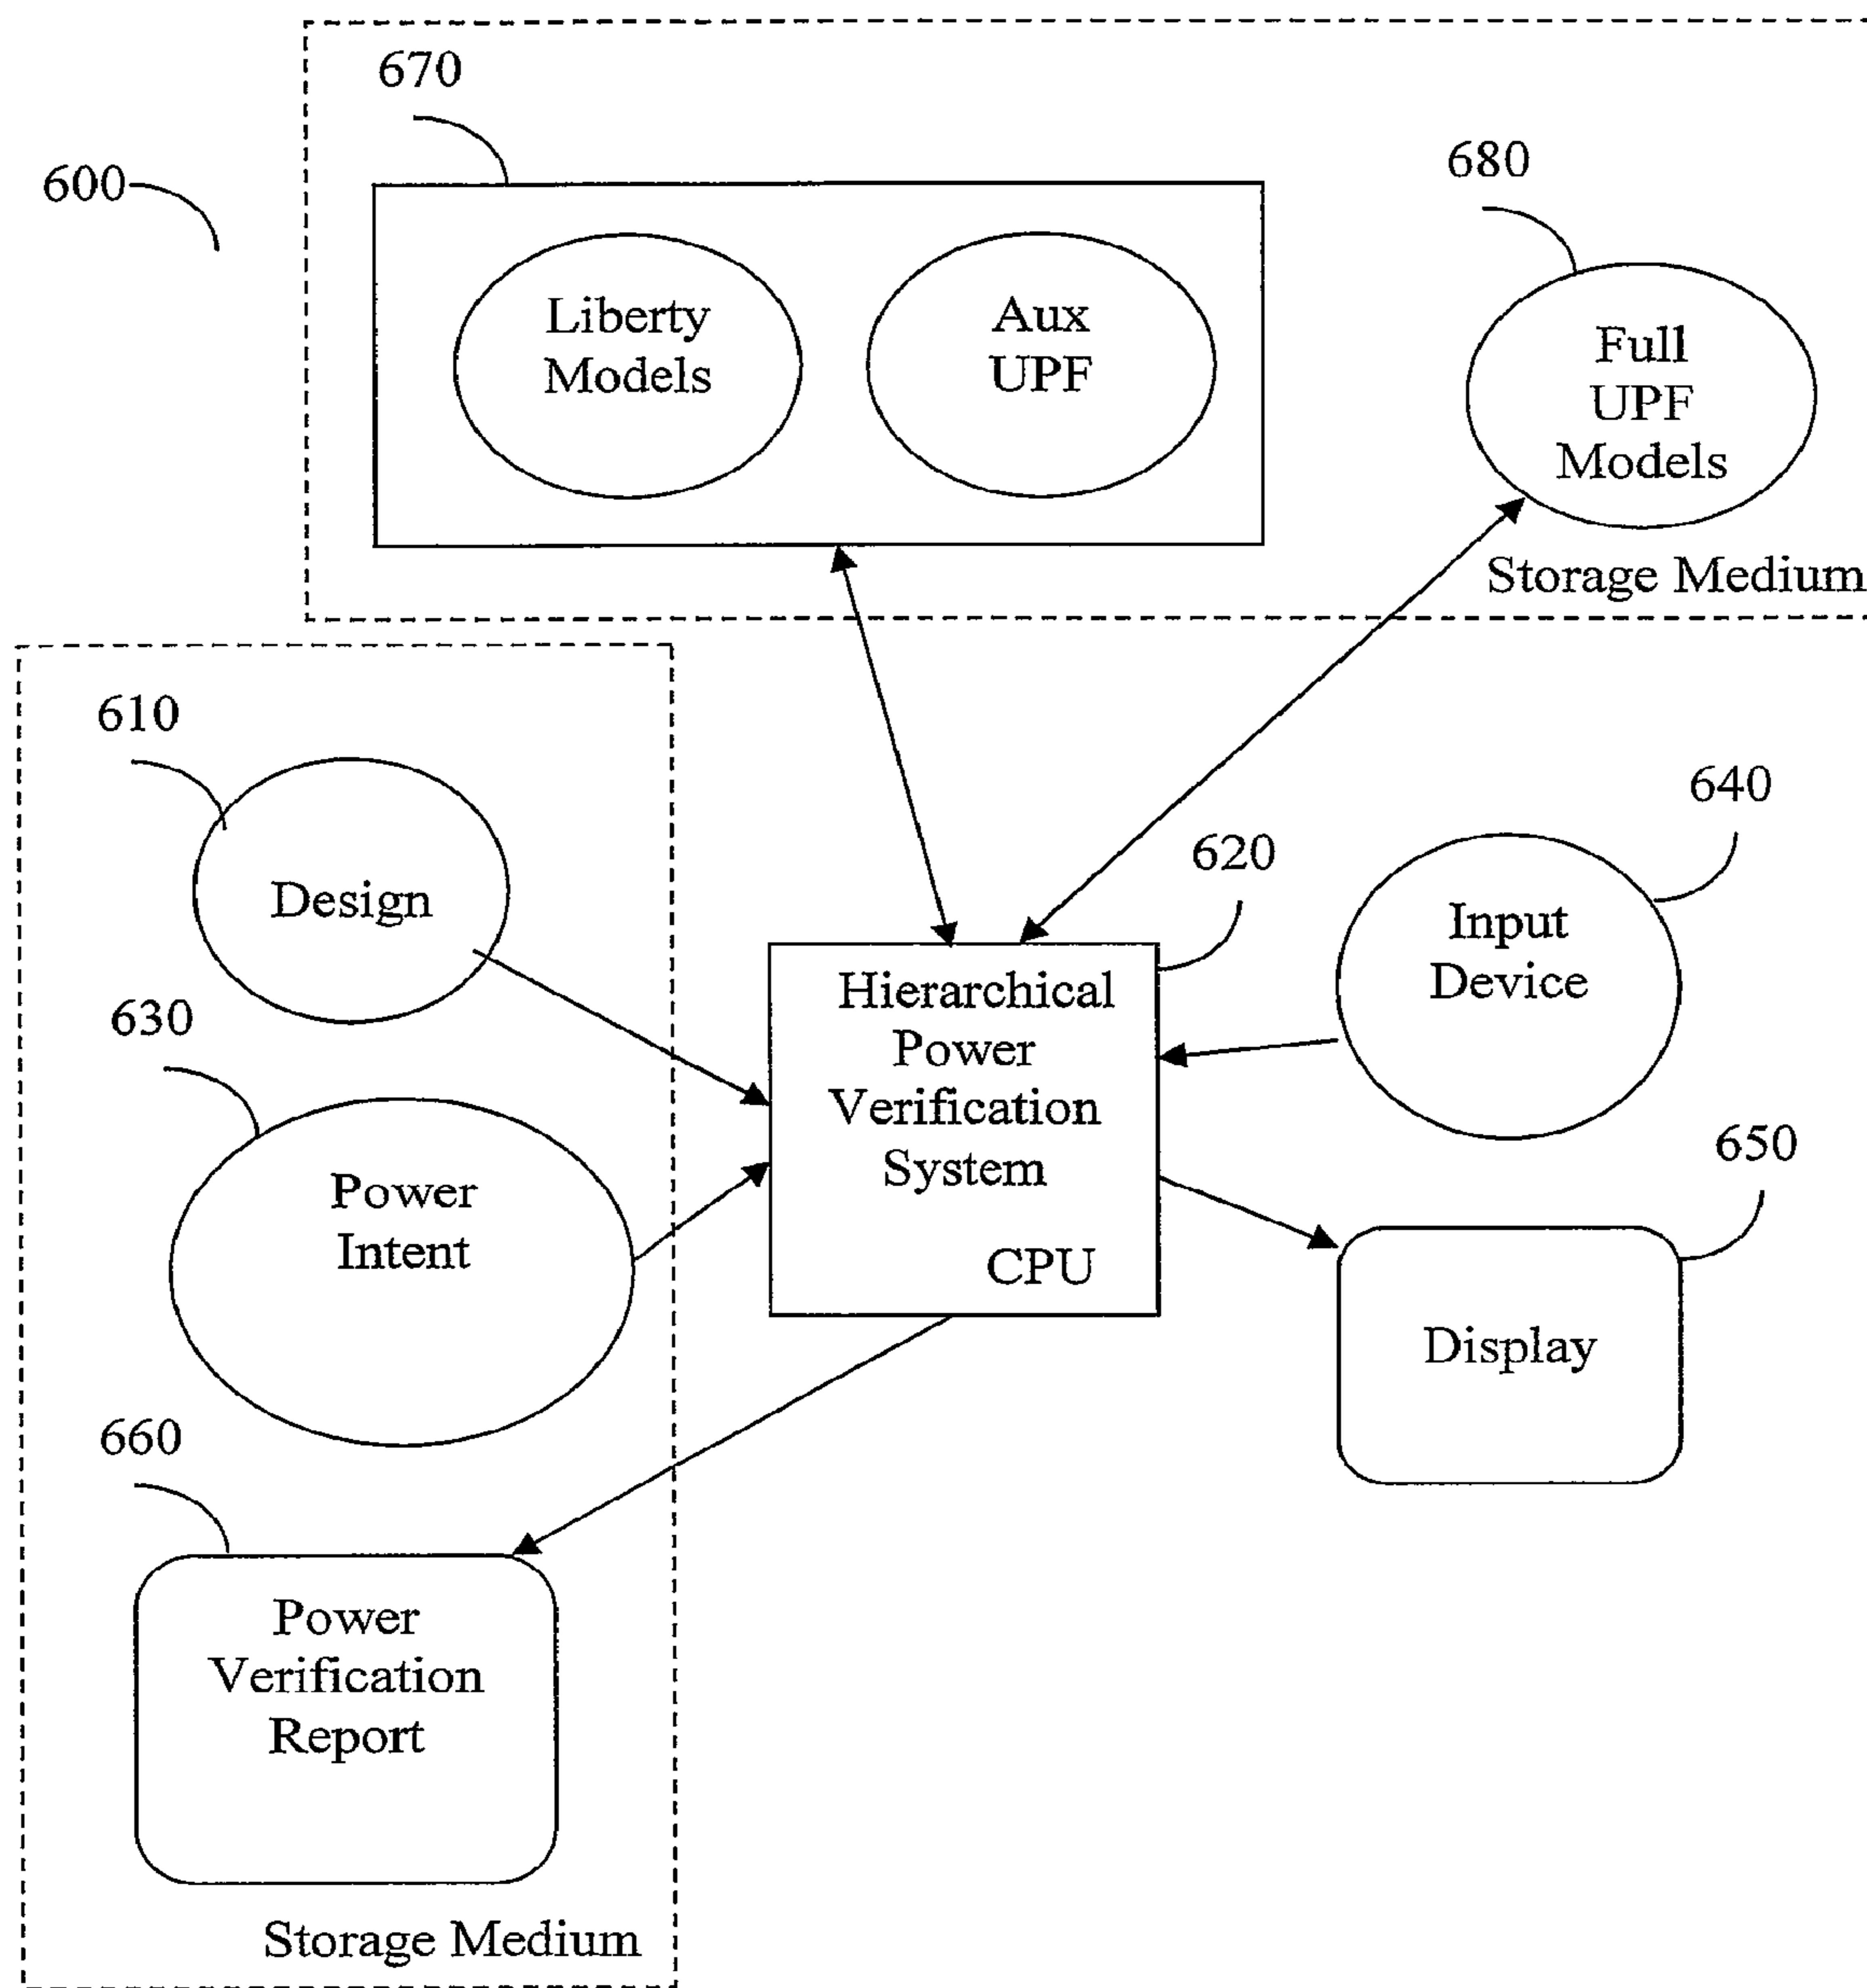 670
600
680
Liberty
Models
Aux
UPF
Full
UPF
Models
Storage Medium
610
Design
620
640
Input
Device
630
Hierarchical
Power
Verification
System
CPU
Power
Intent
650
Display
660
Power
Verification
Report
Storage Medium